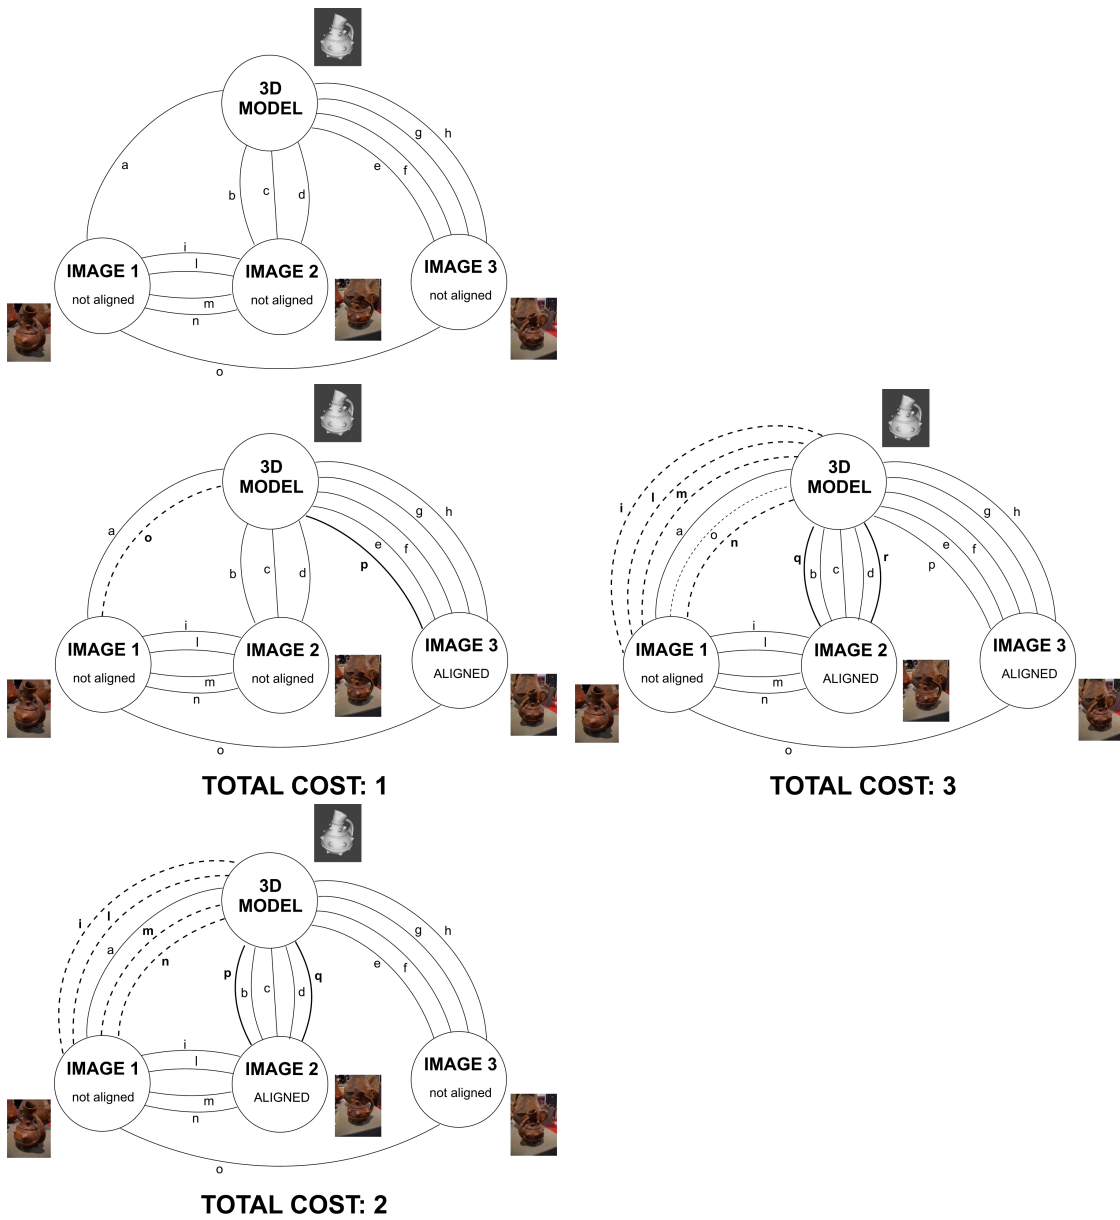 3D
MODEL
a
b
c
d
e
f
g
h
IMAGE 1
not aligned
i
l
m
n
IMAGE 2
not aligned
IMAGE 3
not aligned
o
3D
MODEL
a
o
b
c
d
e
p
f
g
h
IMAGE 1
not aligned
i
l
m
n
IMAGE 2
not aligned
IMAGE 3
ALIGNED
o
TOTAL COST: 1
3D
MODEL
i
l
m
a
o
n
q
b
c
d
r
e
p
f
g
h
IMAGE 1
not aligned
i
l
m
n
IMAGE 2
ALIGNED
IMAGE 3
ALIGNED
o
TOTAL COST: 3
3D
MODEL
i
l
a
m
n
p
b
c
d
q
e
f
g
h
IMAGE 1
not aligned
i
l
m
n
IMAGE 2
ALIGNED
IMAGE 3
not aligned
o
TOTAL COST: 2